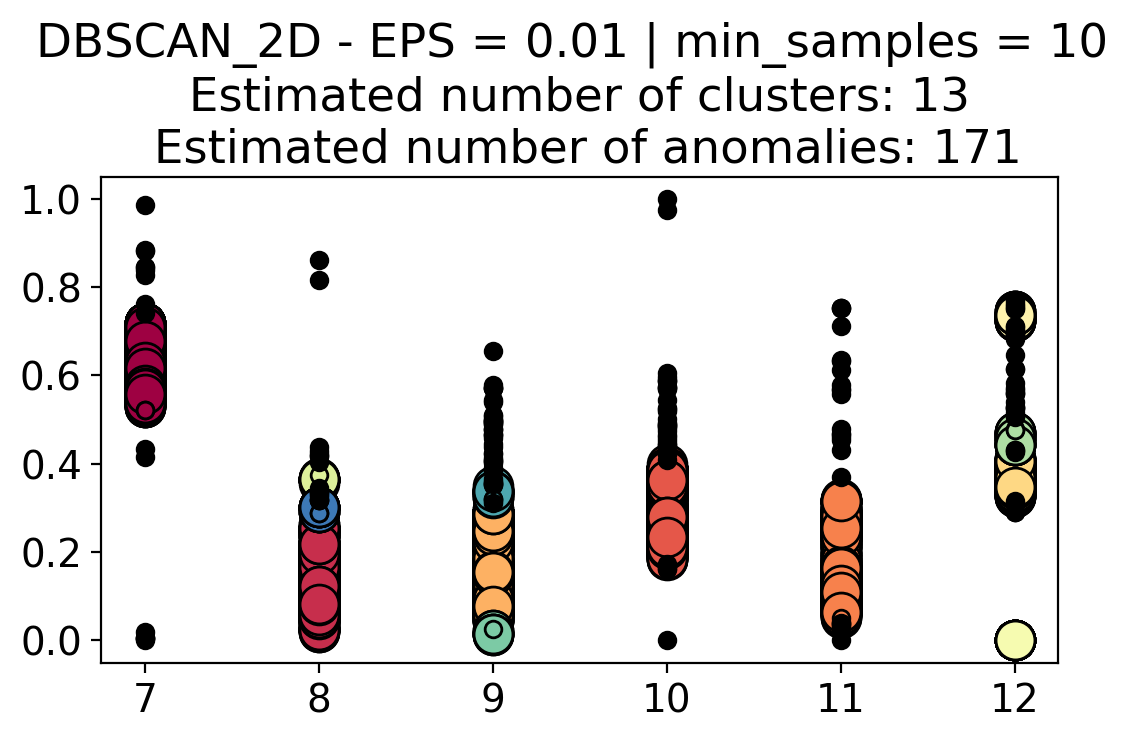 DBSCAN_2D - EPS = 0.01 | min_samples = 10
Estimated number of clusters: 13
Estimated number of anomalies: 171
1.0
0.8
0.6
0.4
0.2
0.0
7 8 9 10 11 12